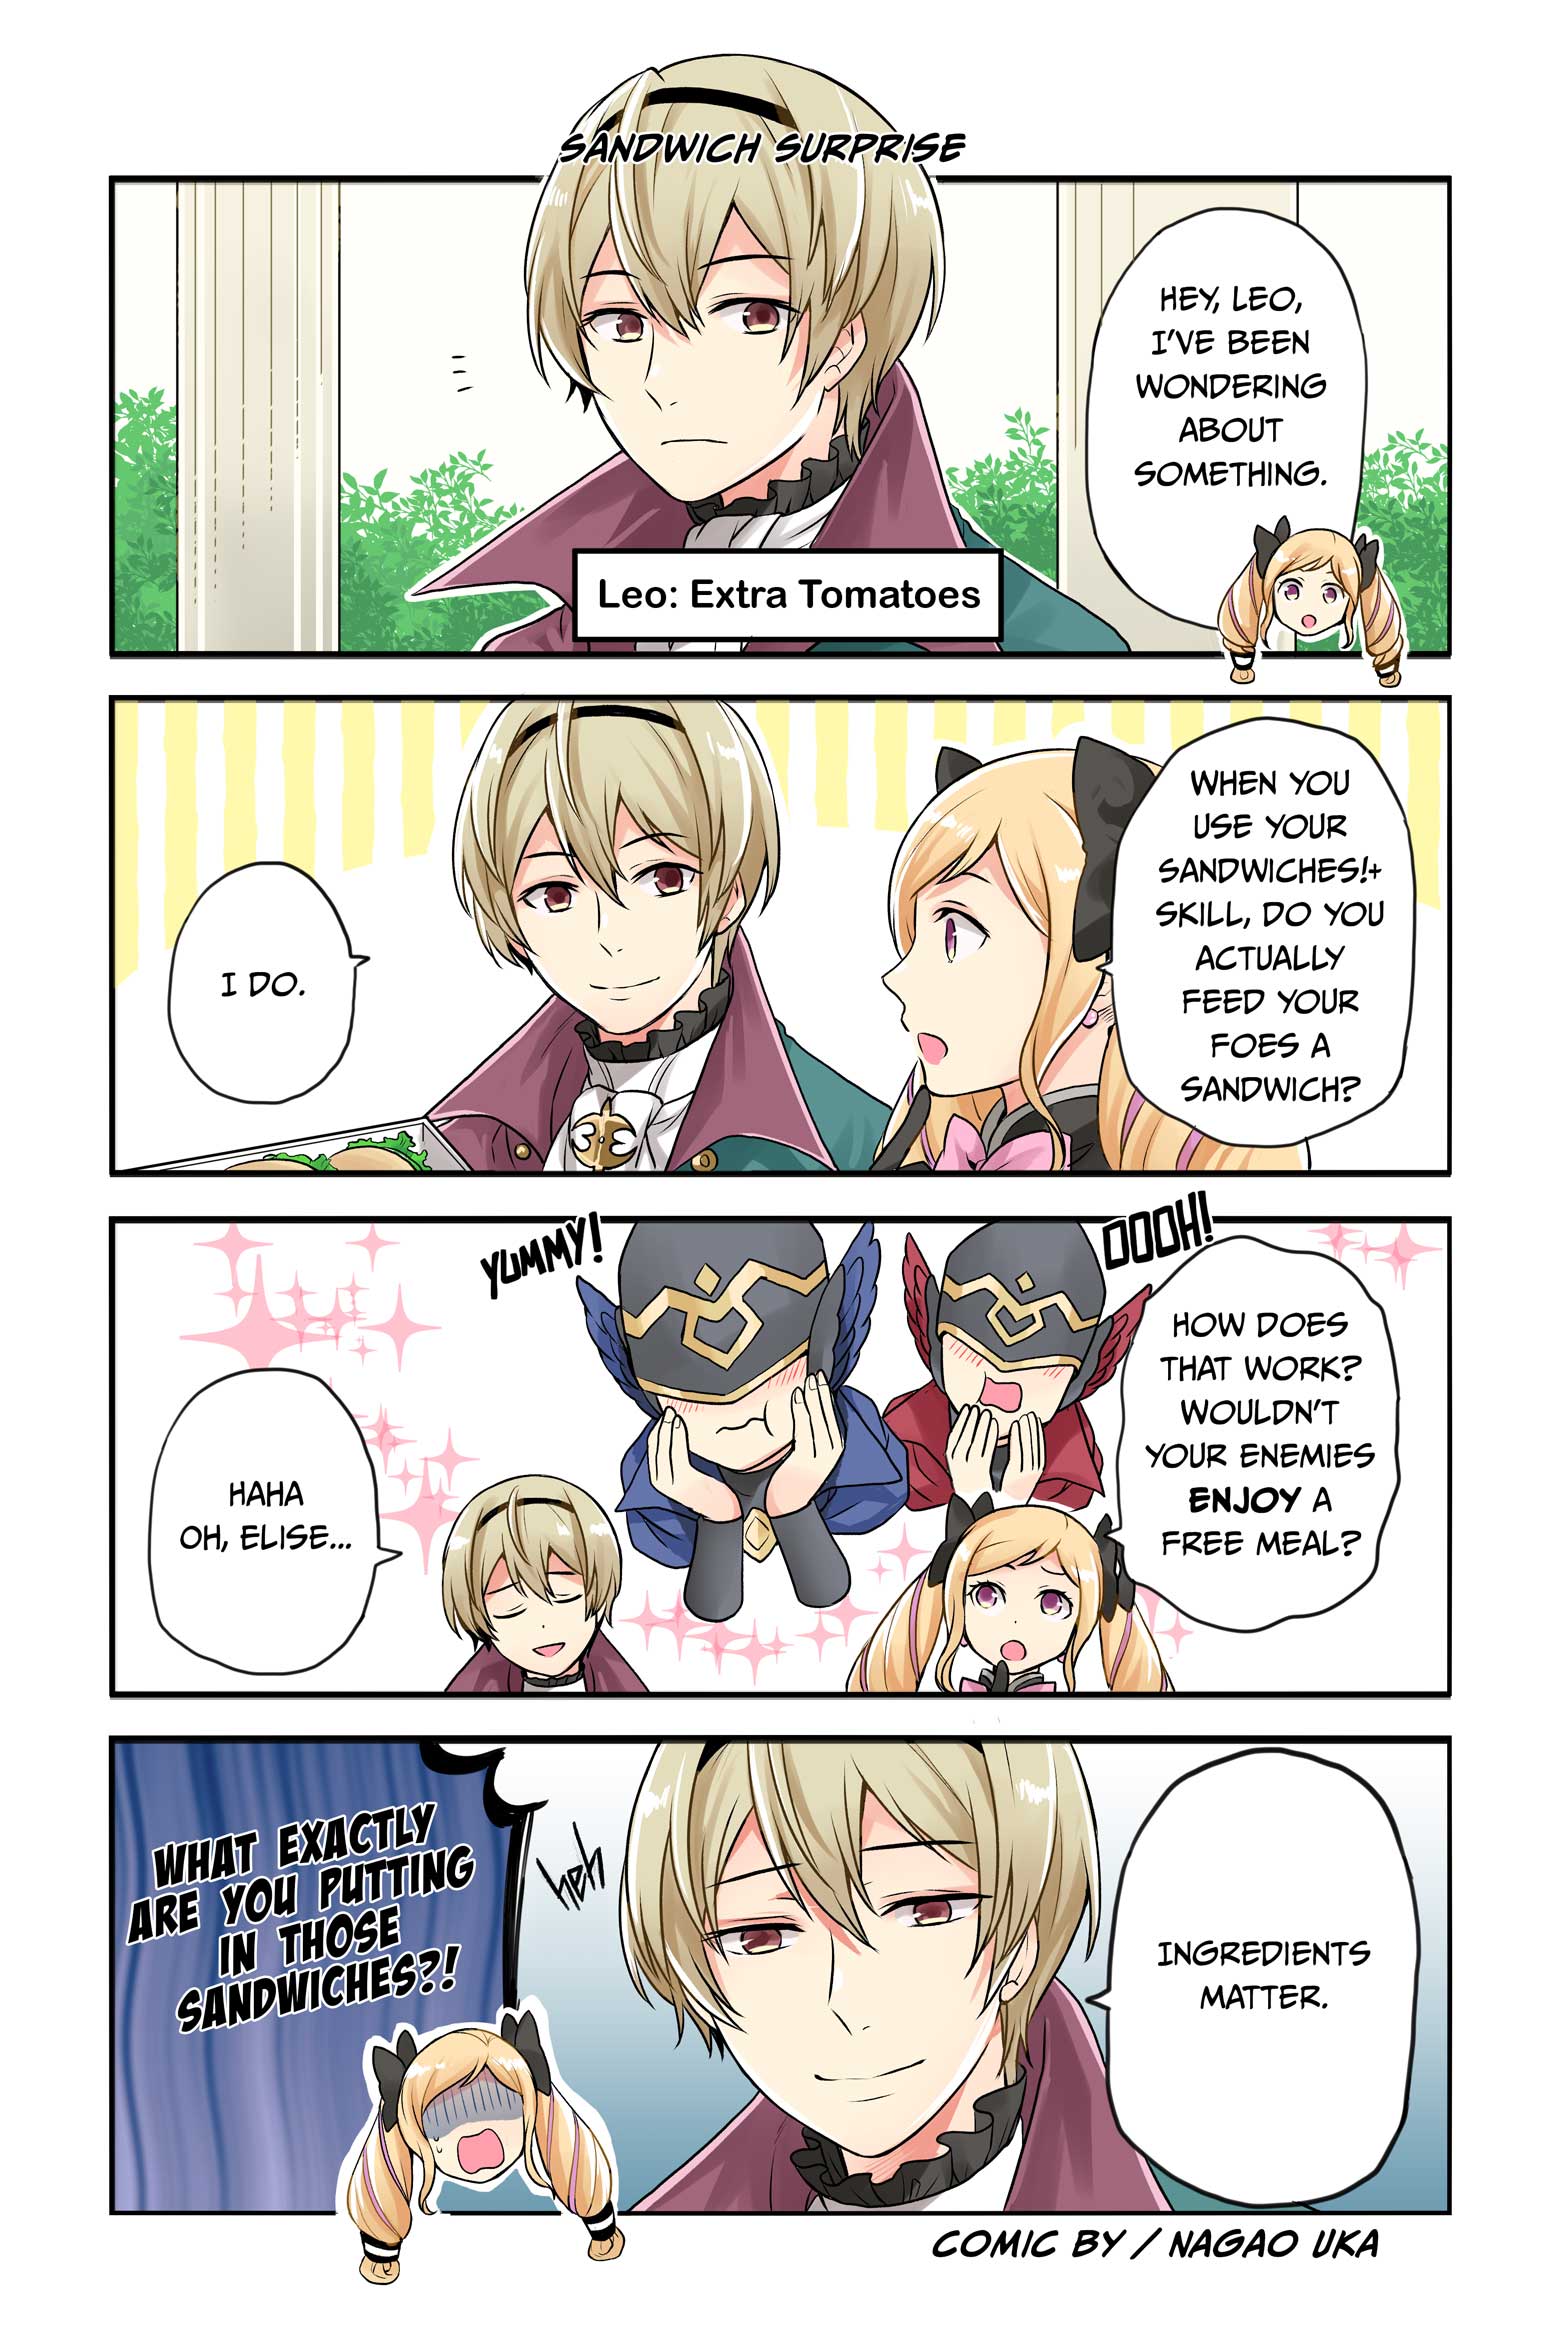 SANDWICH SURPRISE
HEY, LEO,
I'VE BEEN
WONDERING
ABOUT
SOMETHING.
Leo: Extra Tomatoes
WHEN YOU
USE YOUR
SANDWICHES!+
SKILL, DO YOU
ACTUALLY
FEED YOUR
FOES A
SANDWICH?
I DO.
YUMMY!
OOOH!
HOW DOES
THAT WORK?
WOULDN'T
YOUR ENEMIES
ENJOY A
FREE MEAL?
HAHA
OH, ELISE...
INGREDIENTS
MATTER.
heh
WHAT EXACTLY
ARE YOU PUTTING
IN THOSE
SANDWICHES?!
COMIC BY / NAGAO UKA